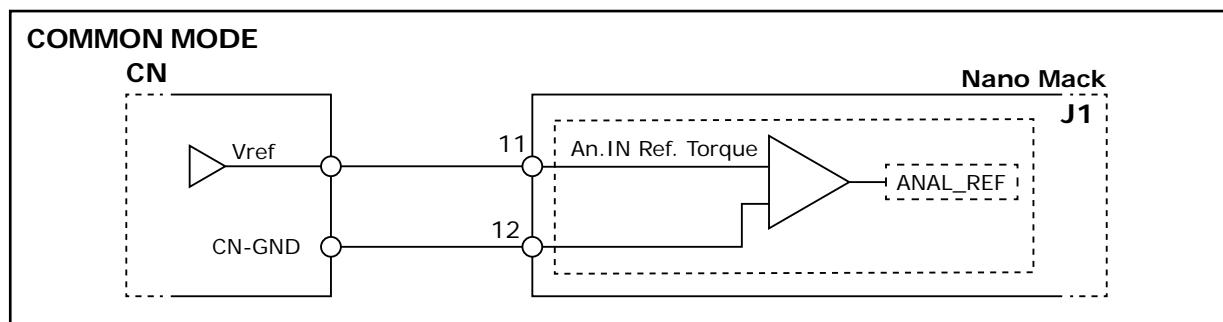 COMMON MODE
CN
Nano Mack
J1
Vref
11
An.IN Ref. Torque
ANAL_REF
CN-GND
12